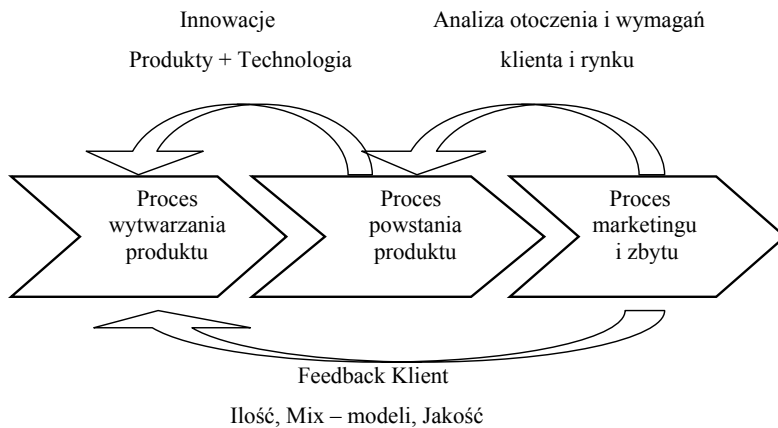 Innowacje
Produkty + Technologia
Analiza otoczenia i wymagań
klienta i rynku
Proces
wytwarzania
produktu
Proces
powstania
produktu
Proces
marketingu
i zbytu
Feedback Klient
Ilość, Mix – modeli, Jakość